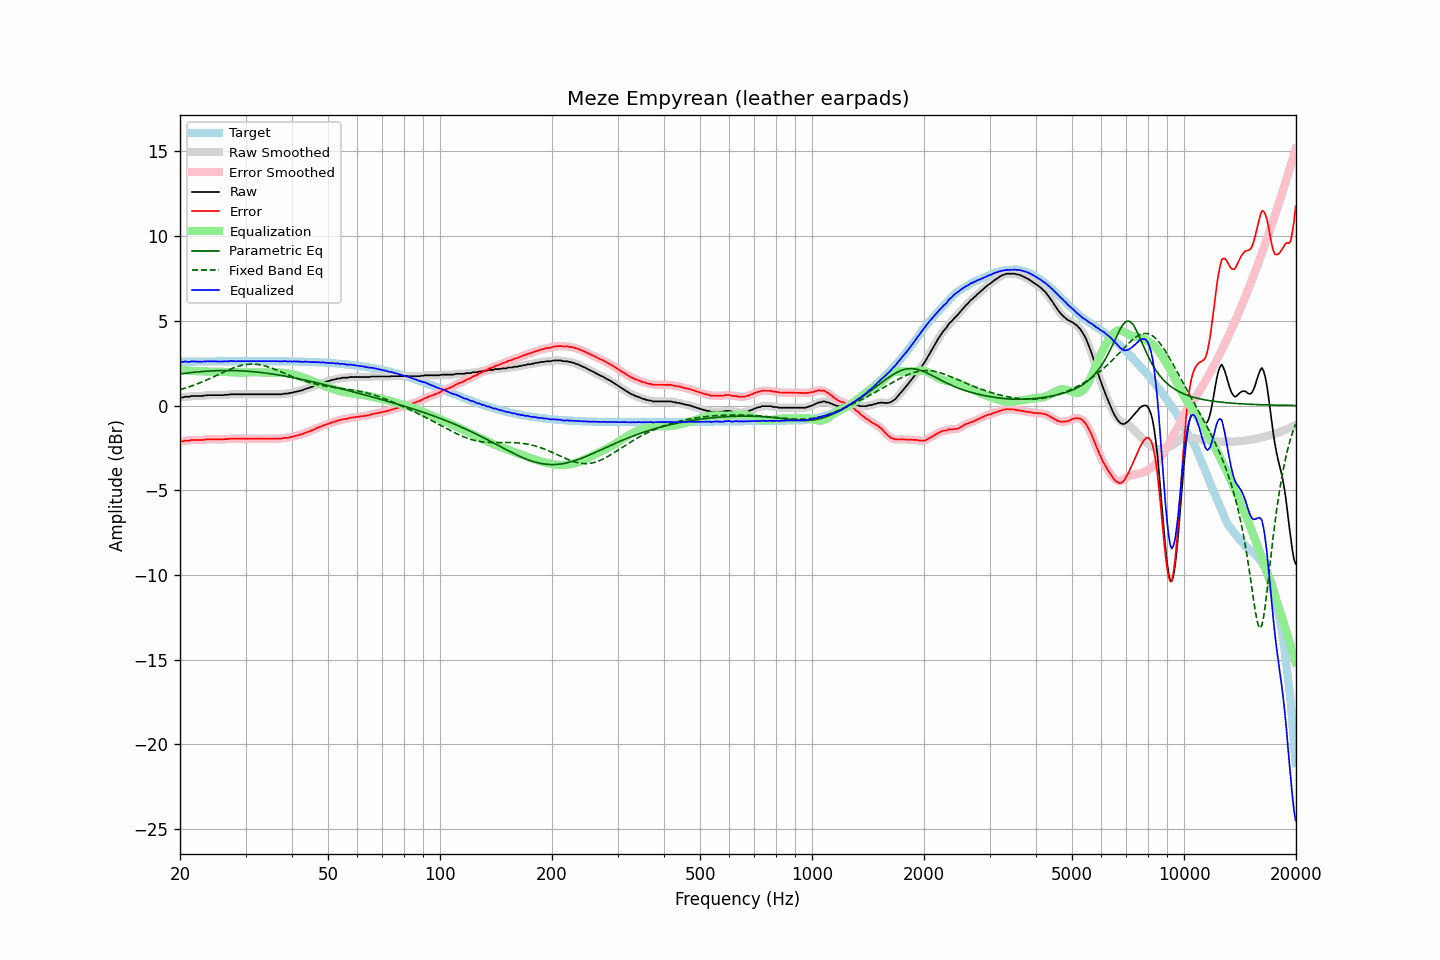 Meze Empyrean (leather earpads)
Target
Raw Smoothed
Error Smoothed
Raw
Error
Equalization
Parametric Eq
Fixed Band Eq
Equalized
15
10
5
0
−5
−10
−15
−20
−25
Amplitude (dBr)
20 50 100 200 500 1000 2000 5000 10000 20000
Frequency (Hz)